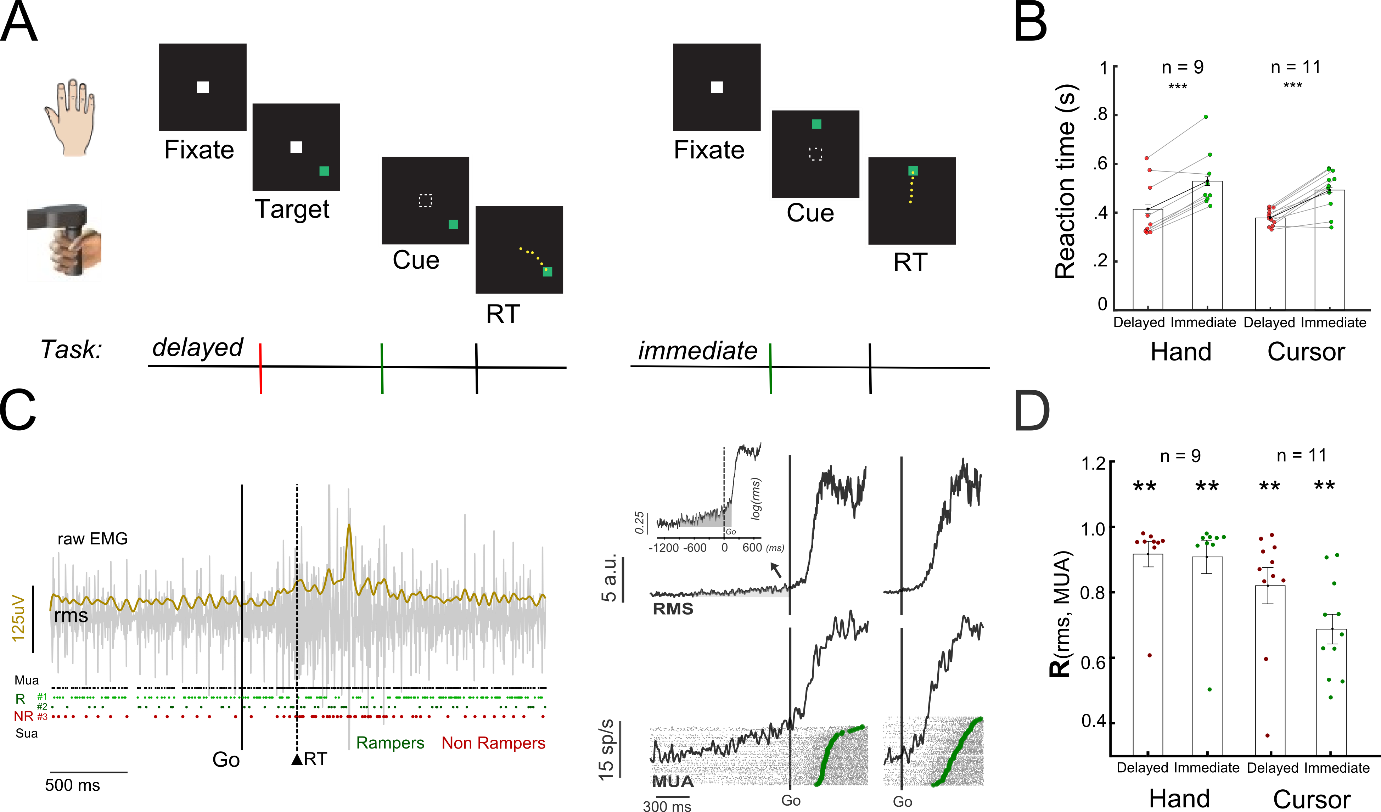 A
Fixate
Target
Cue
RT
Fixate
Cue
RT
Task:
delayed
immediate
B
Reaction time (s)
1
.8
.6
.4
.2
0
n = 9
n = 11
***
***
Delayed Immediate Delayed Immediate
Hand Cursor
C
raw EMG
125uV
rms
Mua
R #1
#2
NR #3
Sua
Go
RT
Rampers
Non Rampers
500 ms
0.25
log(rms)
Go
-1200 -600 0 600 (ms)
5 a.u.
RMS
15 sp/s
MUA
300 ms
Go
Go
D
R(rms, MUA)
1.2
1.0
0.8
0.6
0.4
n = 9
n = 11
** ** ** **
Delayed Immediate Delayed Immediate
Hand Cursor